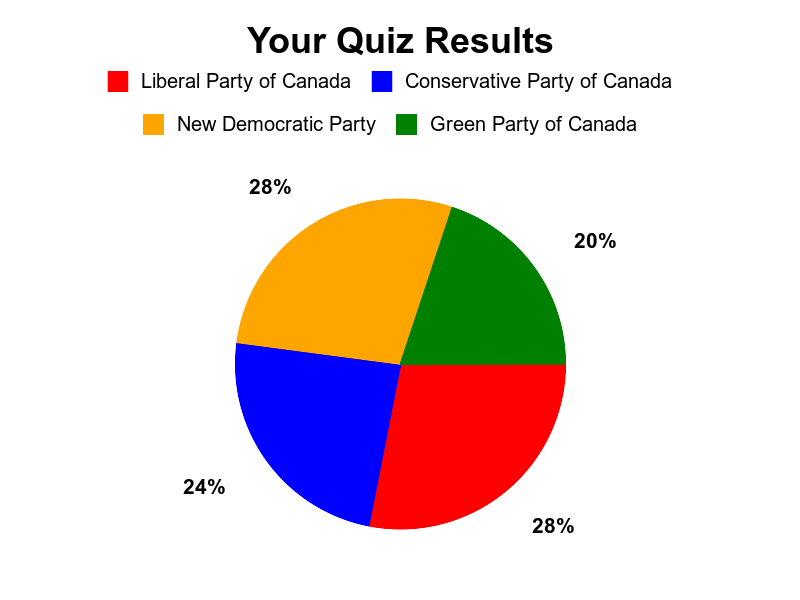 Your Quiz Results
Liberal Party of Canada Conservative Party of Canada
New Democratic Party Green Party of Canada
28%
20%
24%
28%